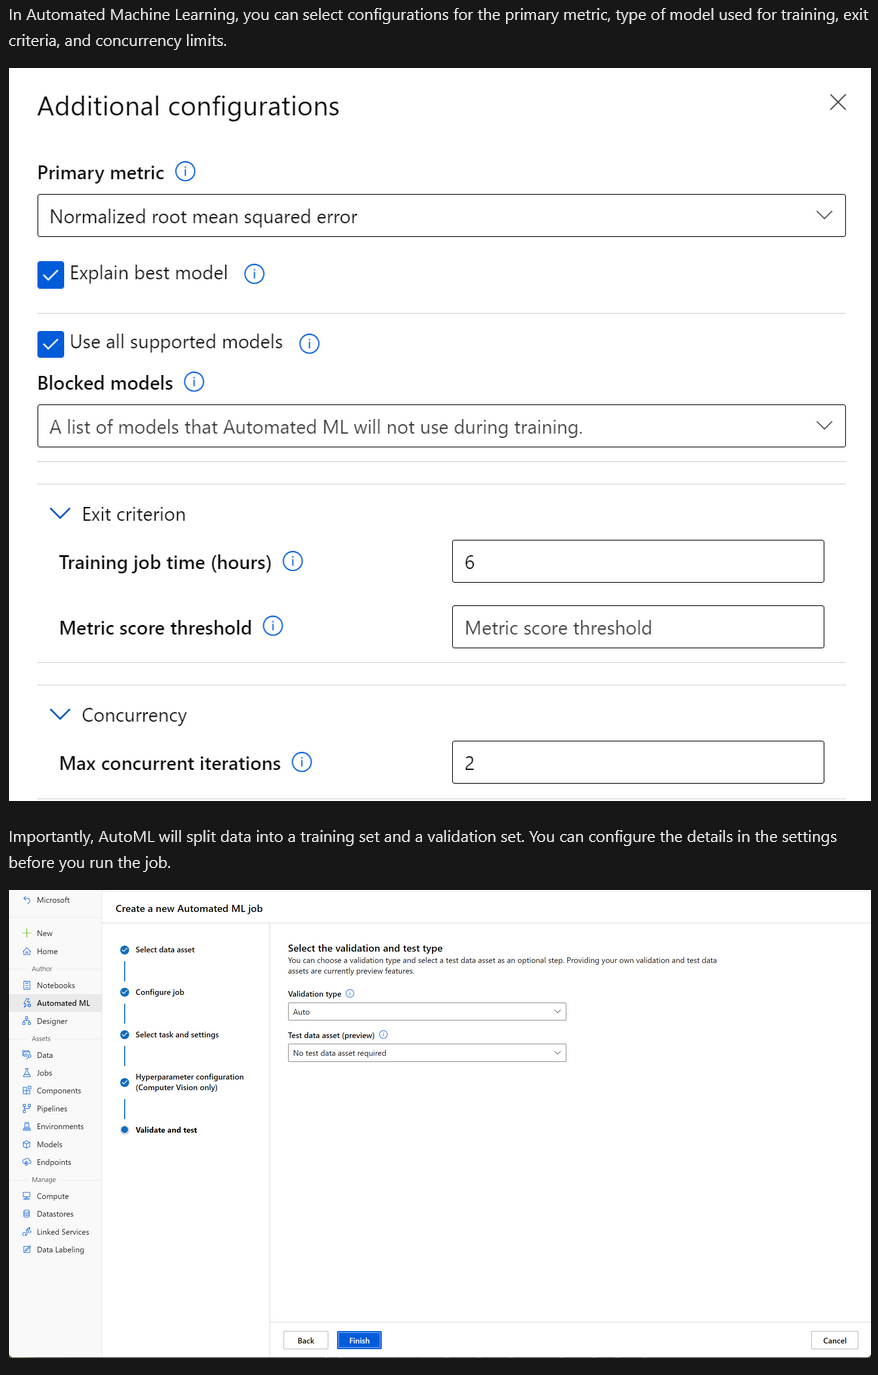 In Automated Machine Learning, you can select configurations for the primary metric, type of model used for training, exit
criteria, and concurrency limits.
Additional configurations
Primary metric
Normalized root mean squared error
Explain best model
Use all supported models
Blocked models
A list of models that Automated ML will not use during training.
Exit criterion
Training job time (hours)
6
Metric score threshold
Metric score threshold
Concurrency
Max concurrent iterations
2
Importantly, AutoML will split data into a training set and a validation set. You can configure the details in the settings
before you run the job.
Microsoft
New
Home
Author
Notebooks
Automated ML
Designer
Assets
Data
Jobs
Components
Pipelines
Environments
Models
Endpoints
Manage
Compute
Datastores
Linked Services
Data Labeling
Create a new Automated ML job
Select data asset
Configure job
Select task and settings
Hyperparameter configuration
(Computer Vision only)
Validate and test
Select the validation and test type
You can choose a validation type and select a test data asset as an optional step. Providing your own validation and test data
assets are currently preview features.
Validation type
Auto
Test data asset (preview)
No test data asset required
Back
Finish
Cancel